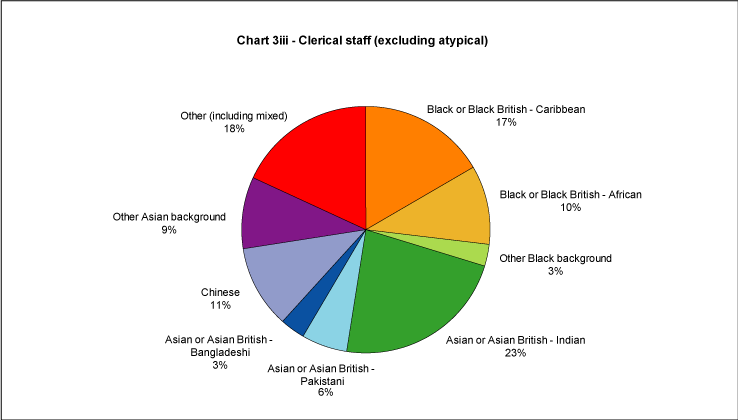 Chart 3iii - Clerical staff (excluding atypical)
Other (including mixed)
18%
Black or Black British - Caribbean
17%
Black or Black British - African
10%
Other Asian background
9%
Other Black background
3%
Chinese
11%
Asian or Asian British - Indian
23%
Asian or Asian British -
Bangladeshi
3%
Asian or Asian British -
Pakistani
6%